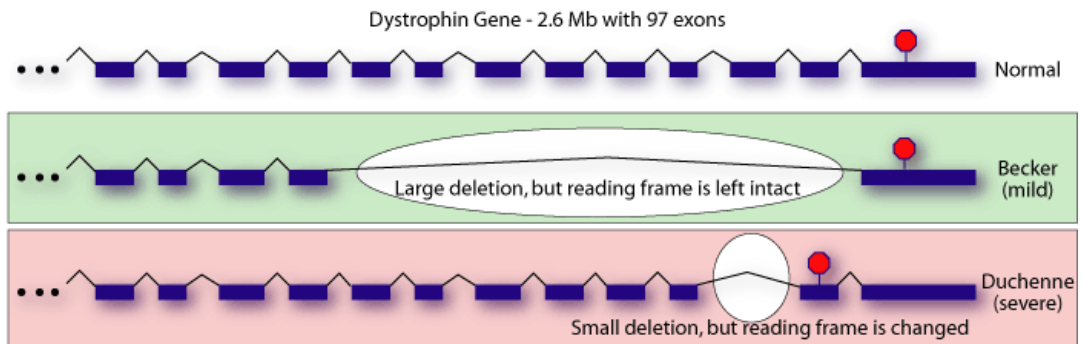 Dystrophin Gene - 2.6 Mb with 97 exons
Normal
Large deletion, but reading frame is left intact
Becker
(mild)
Duchenne
(severe)
Small deletion, but reading frame is changed